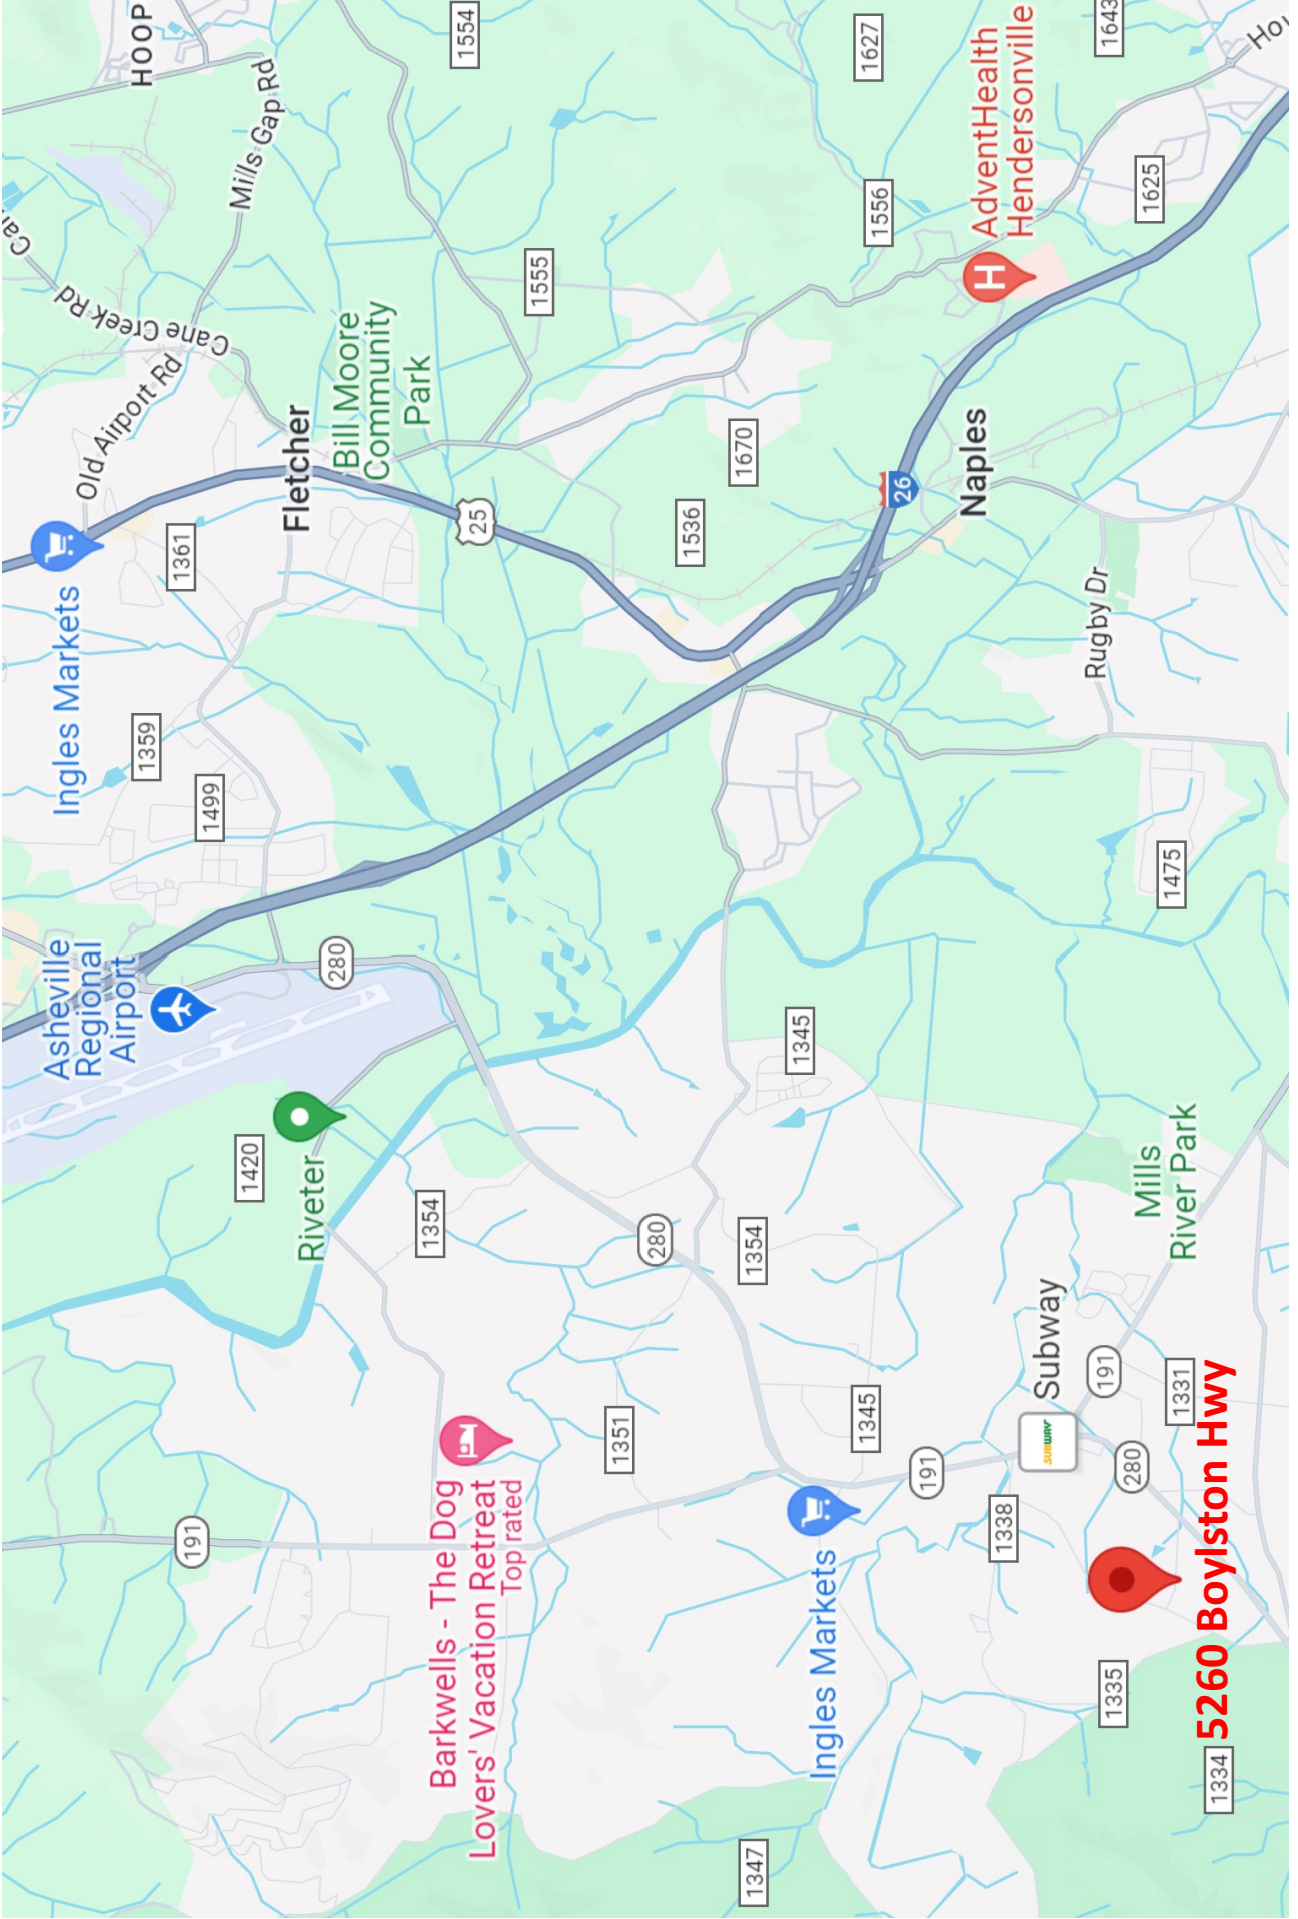 Asheville
Regional
Airport
Ingles Markets
Old Airport Rd
Cane Creek Rd
HOOP
1359
1361
191
1499
1420
Mills Gap Rd
Fletcher
Riveter
280
Bill Moore
Community
Park
1354
Barkwells - The Dog
Lovers' Vacation Retreat
Top rated
1554
25
1555
1351
280
1536
1670
1354
1347
1345
Ingles Markets
1345
1627
1556
26
191
Naples
AdventHealth
Hendersonville
1338
Subway
SUBWAY
Rugby Dr
191
1643
1335
280
1625
Mills
River Park
1475
1331
5260 Boylston Hwy
1334